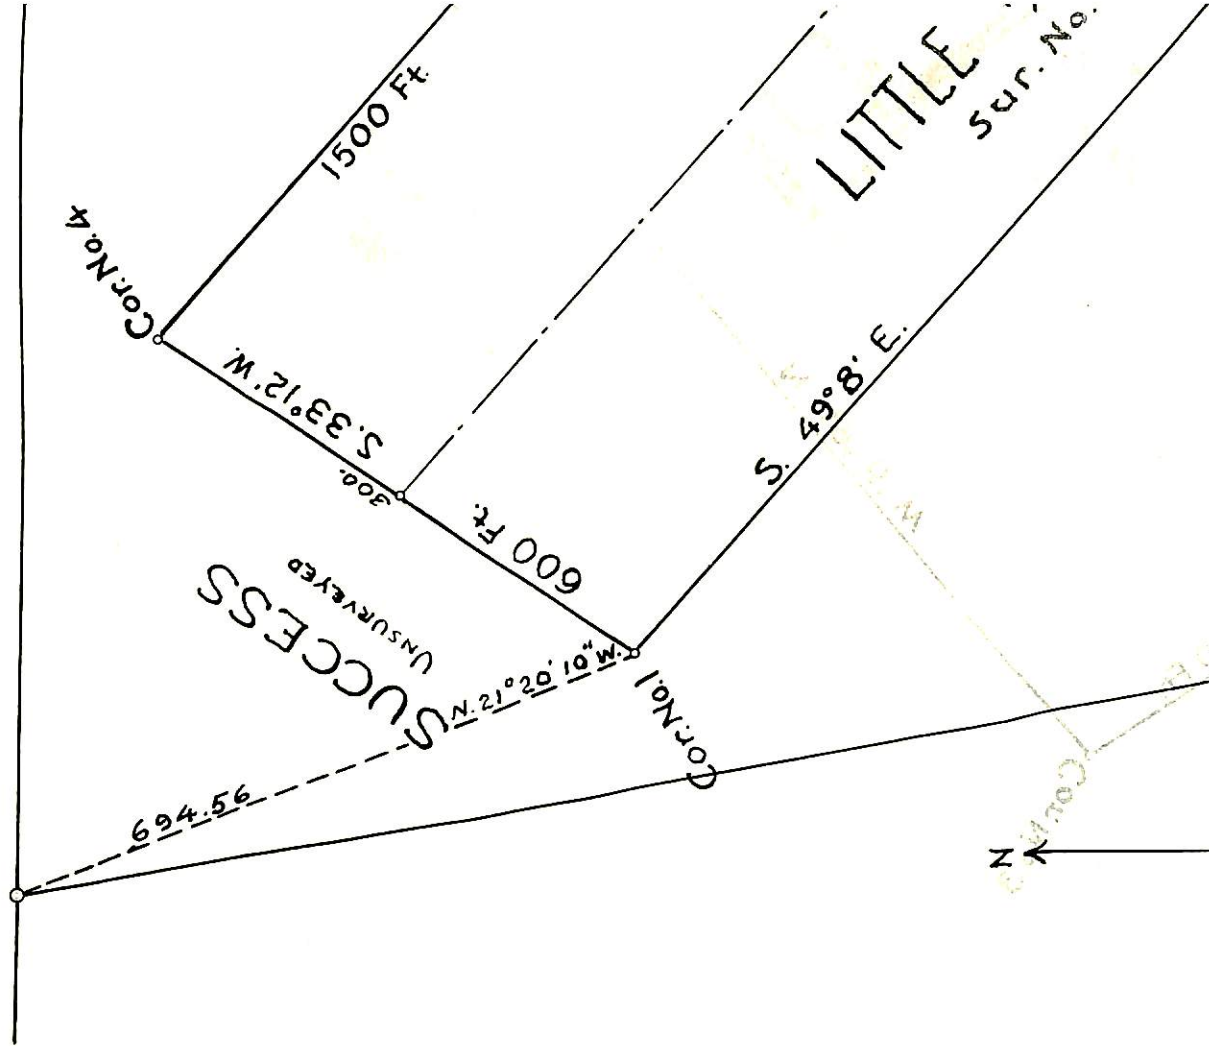 LITTLE
Sur. No.
1500 Ft.
Cor. No. 4
S. 33° 12' W.
300.
600 Ft.
S. 49° 8' E.
SUCCESS
UNSURVEYED
N. 21° 20' 10" W.
694.56
Cor. No. 1
N